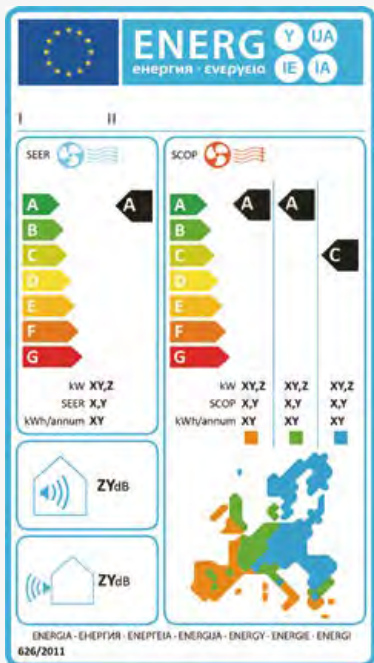 ENERG Y IJA
енергия · ενεργεια IE IA
I II
SEER
A A
B
C
D
E
F
G
kW XY,Z
SEER X,Y
kWh/annum XY
SCOP
A A A
B
C C
D
E
F
G
kW XY,Z XY,Z XY,Z
SCOP X,Y X,Y X,Y
kWh/annum XY XY XY
ZYdB
ZYdB
ENERGIA - ЕНЕРГИЯ - ΕΝΕΡΓΕΙΑ - ENERGIJA - ENERGY - ENERGIE - ENERGI
626/2011